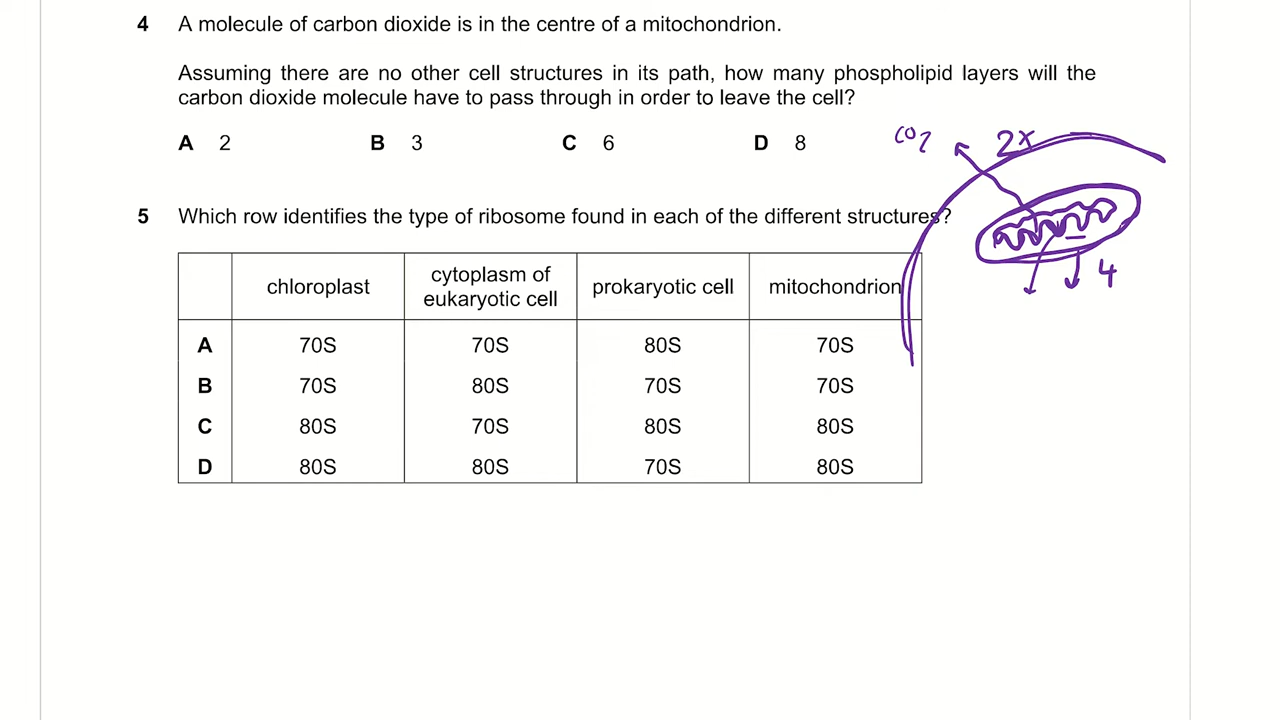 4 A molecule of carbon dioxide is in the centre of a mitochondrion.
Assuming there are no other cell structures in its path, how many phospholipid layers will the
carbon dioxide molecule have to pass through in order to leave the cell?
A 2 B 3 C 6 D 8
CO2 2x
4
5 Which row identifies the type of ribosome found in each of the different structures?
chloroplast cytoplasm of eukaryotic cell prokaryotic cell mitochondrion
A 70S 70S 80S 70S
B 70S 80S 70S 70S
C 80S 70S 80S 80S
D 80S 80S 70S 80S